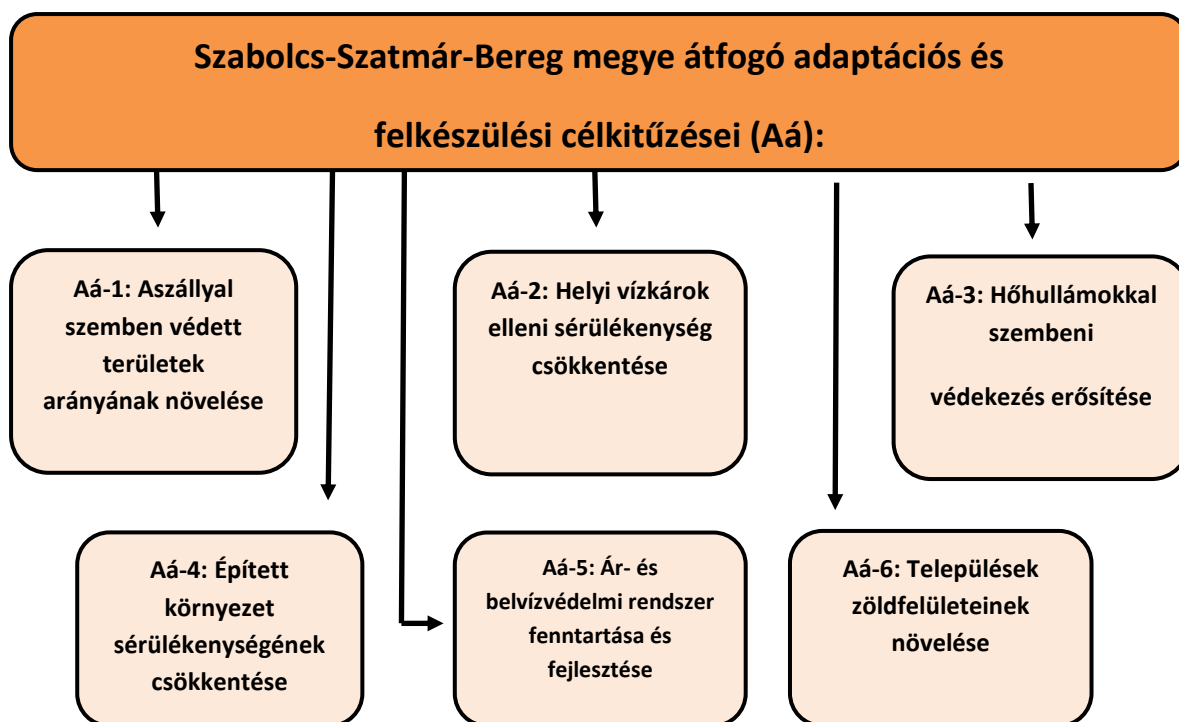 Szabolcs-Szatmár-Bereg megye átfogó adaptációs és
felkészülési célkitűzései (Aá):
Aá-1: Aszállyal
szemben védett
területek
arányának növelése
Aá-2: Helyi vízkárok
elleni sérülékenység
csökkentése
Aá-3: Hőhullámokkal
szembeni
védekezés erősítése
Aá-4: Épített
környezet
sérülékenységének
csökkentése
Aá-5: Ár- és
belvízvédelmi rendszer
fenntartása és
fejlesztése
Aá-6: Települések
zöldfelületeinek
növelése